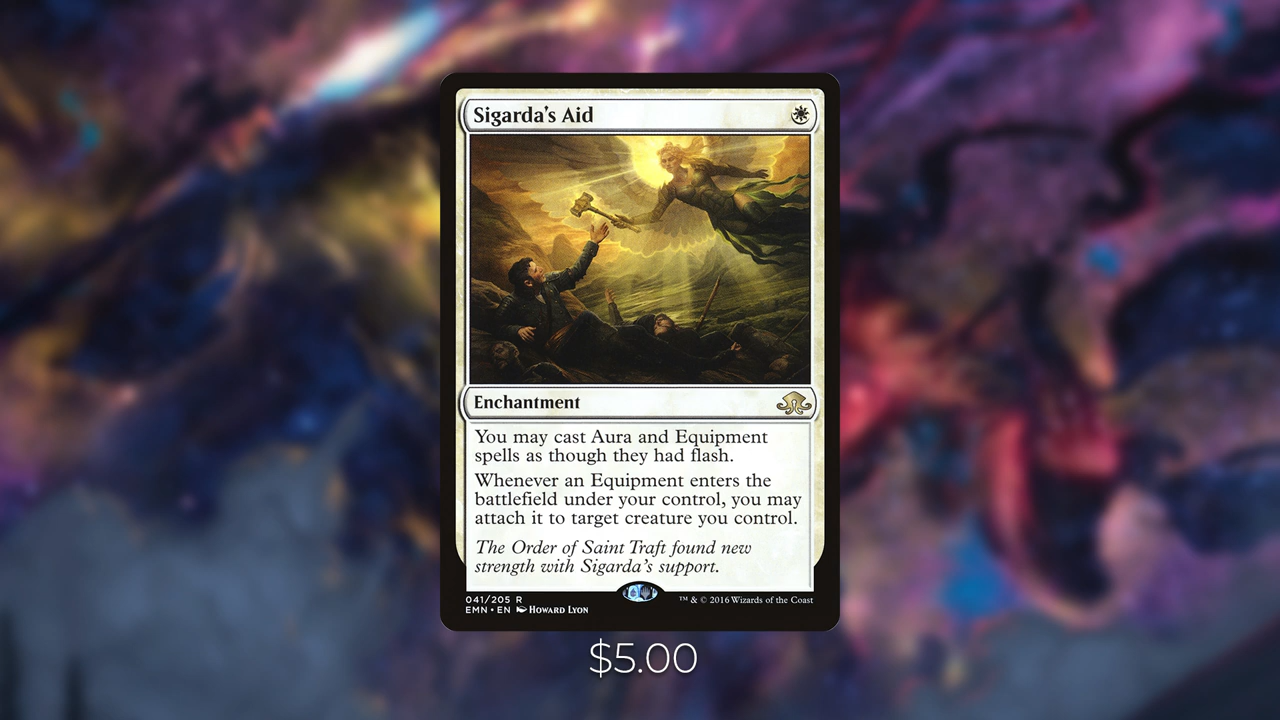 Sigarda's Aid
Enchantment
You may cast Aura and Equipment
spells as though they had flash.
Whenever an Equipment enters the
battlefield under your control, you may
attach it to target creature you control.
The Order of Saint Traft found new
strength with Sigarda's support.
041/205 R
EMN • EN Howard Lyon
™ & © 2016 Wizards of the Coast
$5.00